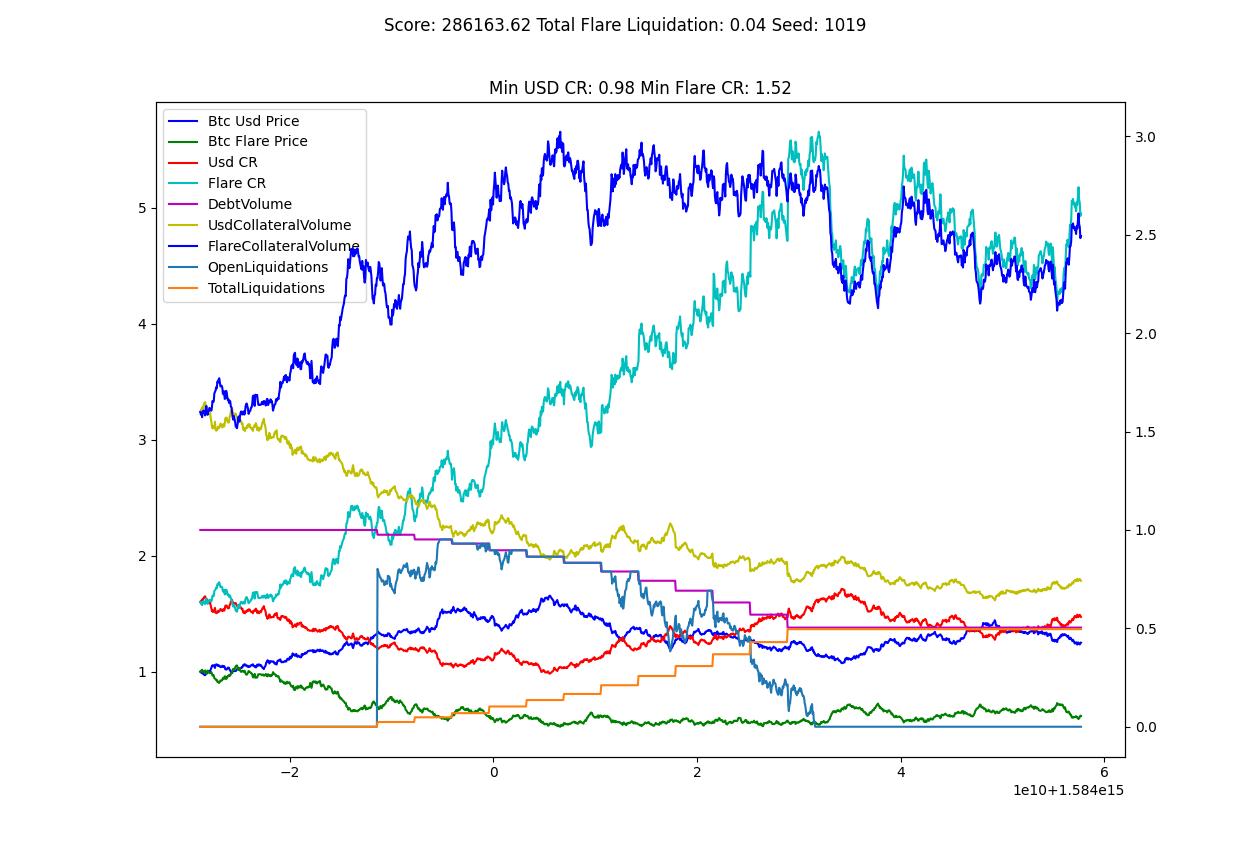 Score: 286163.62 Total Flare Liquidation: 0.04 Seed: 1019
Min USD CR: 0.98 Min Flare CR: 1.52
Btc Usd Price
Btc Flare Price
Usd CR
Flare CR
DebtVolume
UsdCollateralVolume
FlareCollateralVolume
OpenLiquidations
TotalLiquidations
5
4
3
2
1
3.0
2.5
2.0
1.5
1.0
0.5
0.0
−2 0 2 4 6
1e10+1.584e15